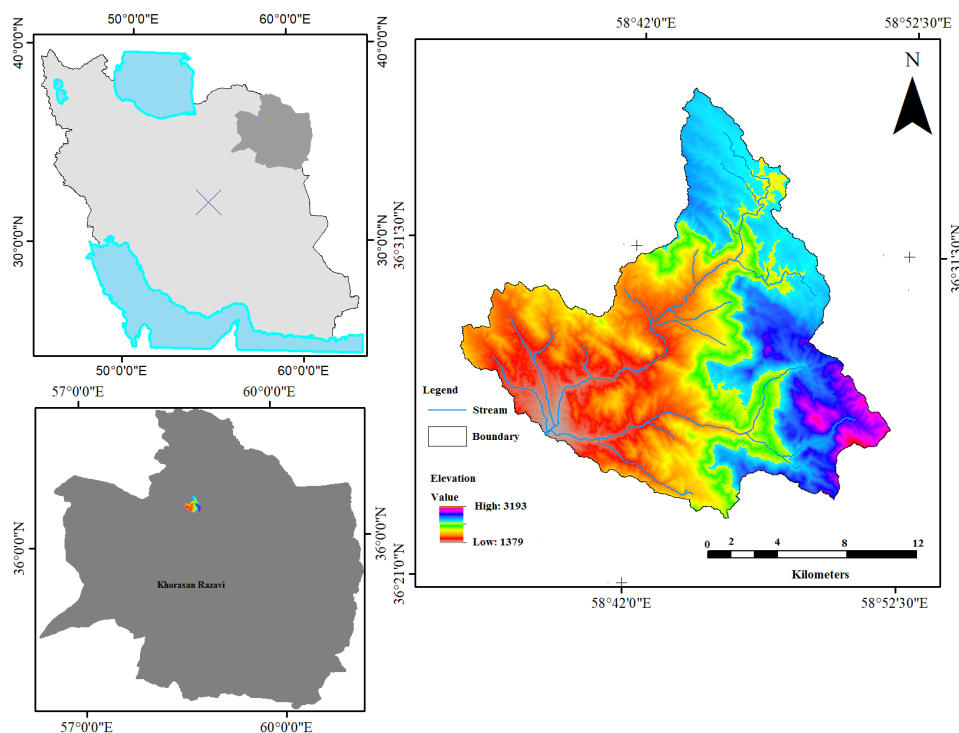 50°0'0"E 60°0'0"E
40°0'0"N 40°0'0"N
30°0'0"N 30°0'0"N
50°0'0"E 60°0'0"E
57°0'0"E 60°0'0"E
36°0'0"N 36°0'0"N
Khorasan Razavi
57°0'0"E 60°0'0"E
58°42'0"E 58°52'30"E
N
36°31'30"N 36°31'30"N
Legend
Stream
Boundary
Elevation
Value
High: 3193
Low: 1379
0 2 4 8 12
Kilometers
36°21'0"N
58°42'0"E 58°52'30"E